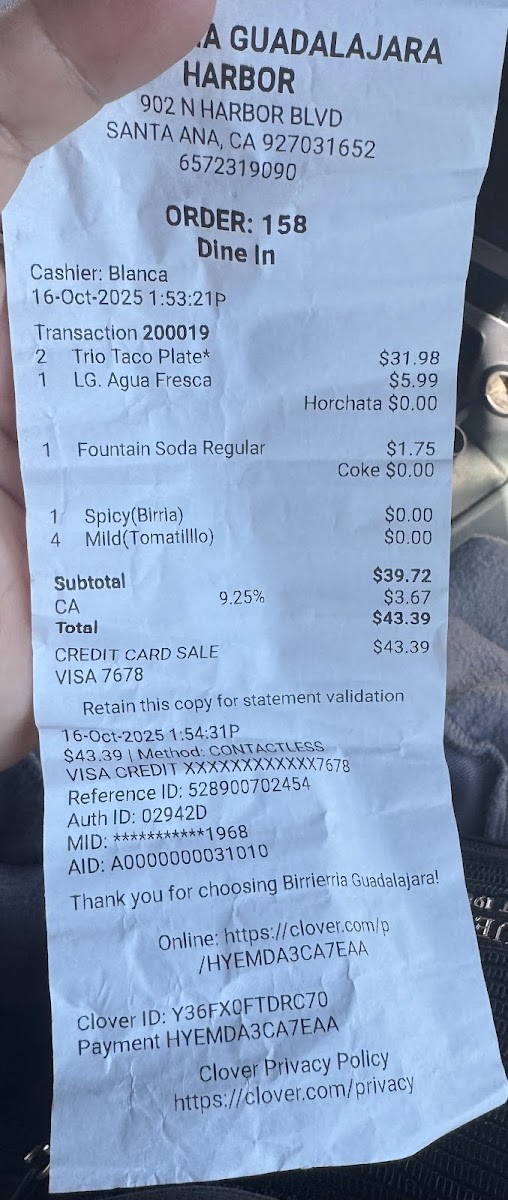 GUADALAJARA
HARBOR
902 N HARBOR BLVD
SANTA ANA, CA 927031652
6572319090
ORDER: 158
Dine In
Cashier: Blanca
16-Oct-2025 1:53:21P
Transaction 200019
2 Trio Taco Plate* $31.98
1 LG. Agua Fresca $5.99
Horchata $0.00
1 Fountain Soda Regular $1.75
Coke $0.00
1 Spicy(Birria) $0.00
4 Mild(Tomatilllo) $0.00
Subtotal $39.72
CA 9.25% $3.67
Total $43.39
CREDIT CARD SALE $43.39
VISA 7678
Retain this copy for statement validation
16-Oct-2025 1:54:31P
$43.39 | Method: CONTACTLESS
VISA CREDIT XXXXXXXXXXXX7678
Reference ID: 528900702454
Auth ID: 02942D
MID: ***********1968
AID: A0000000031010
Thank you for choosing Birrierria Guadalajara!
Online: https://clover.com/p
/HYEMDA3CA7EAA
Clover ID: Y36FXQFTDRC70
Payment HYEMDA3CA7EAA
Clover Privacy Policy
https://clover.com/privacy